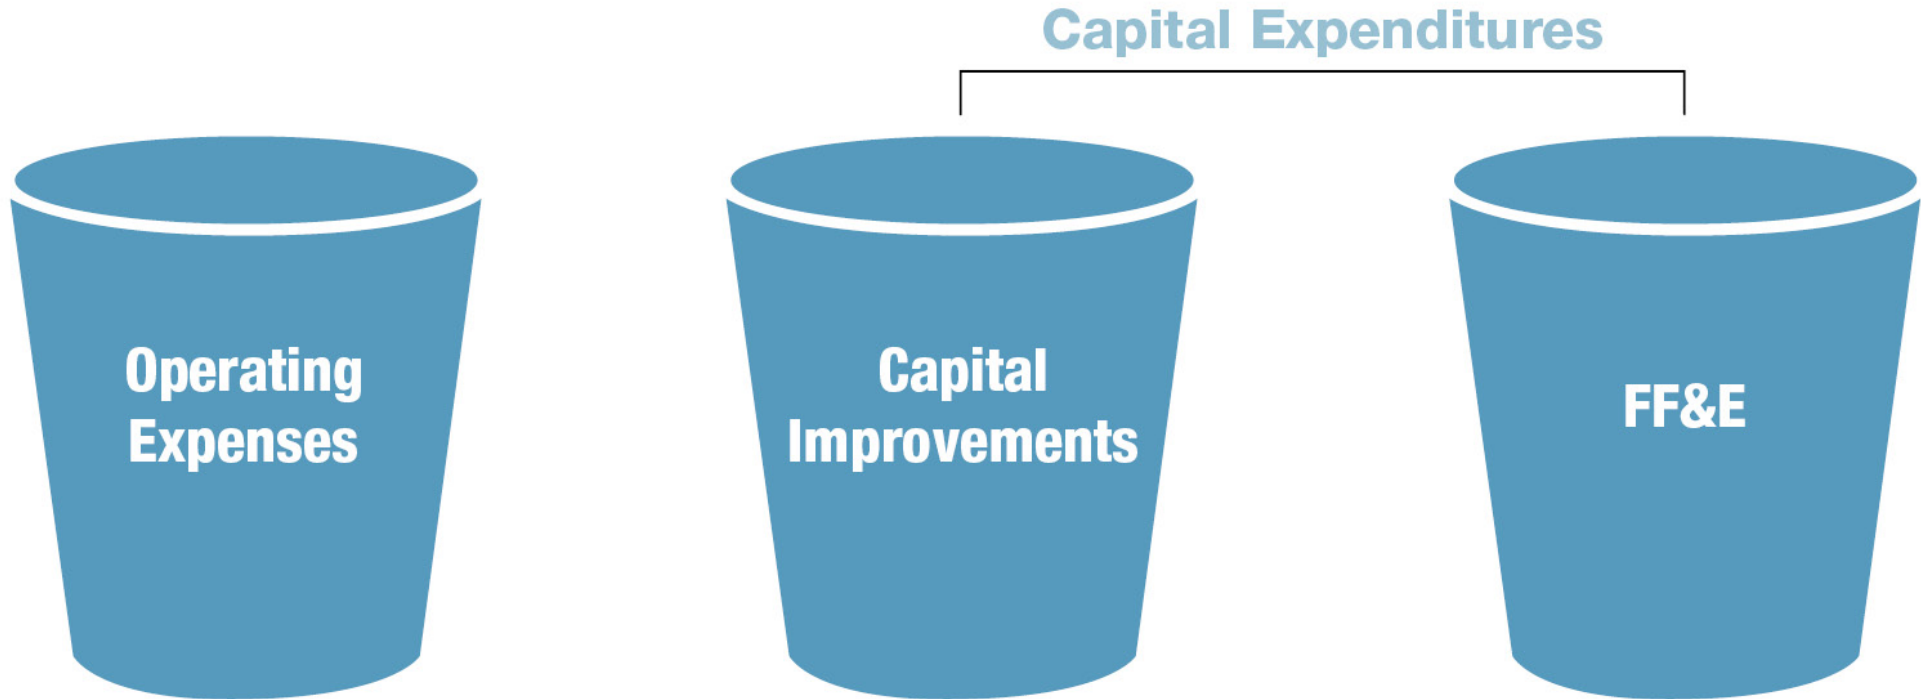 Capital Expenditures
Operating
Expenses
Capital
Improvements
FF&E